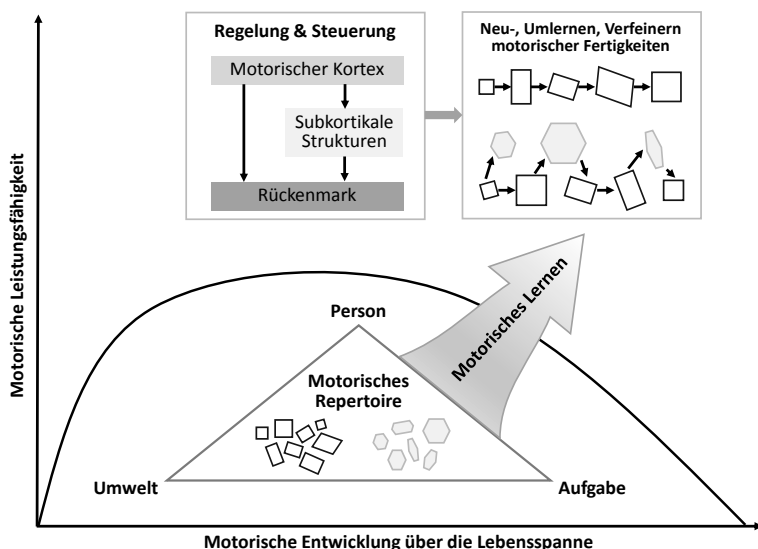 Regelung & Steuerung
Motorischer Kortex
Subkortikale
Strukturen
Rückenmark
Neu-, Umlernen, Verfeinern
motorischer Fertigkeiten
Motorische Leistungsfähigkeit
Motorisches Lernen
Person
Motorisches
Repertoire
Umwelt
Aufgabe
Motorische Entwicklung über die Lebensspanne